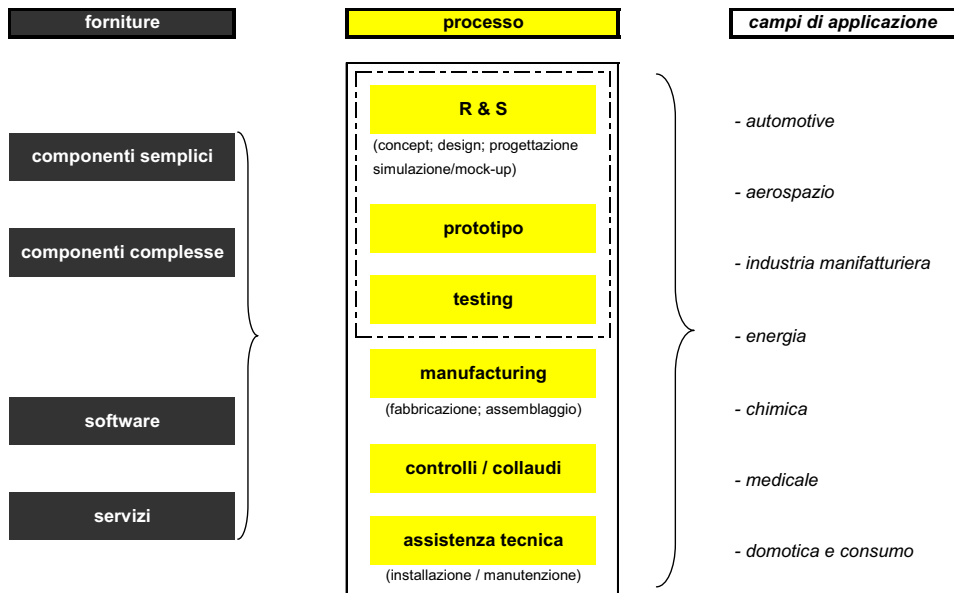 forniture
processo
campi di applicazione
componenti semplici
componenti complesse
software
servizi
R & S
(concept; design; progettazione
simulazione/mock-up)
prototipo
testing
manufacturing
(fabbricazione; assemblaggio)
controlli / collaudi
assistenza tecnica
(installazione / manutenzione)
- automotive
- aerospazio
- industria manifatturiera
- energia
- chimica
- medicale
- domotica e consumo